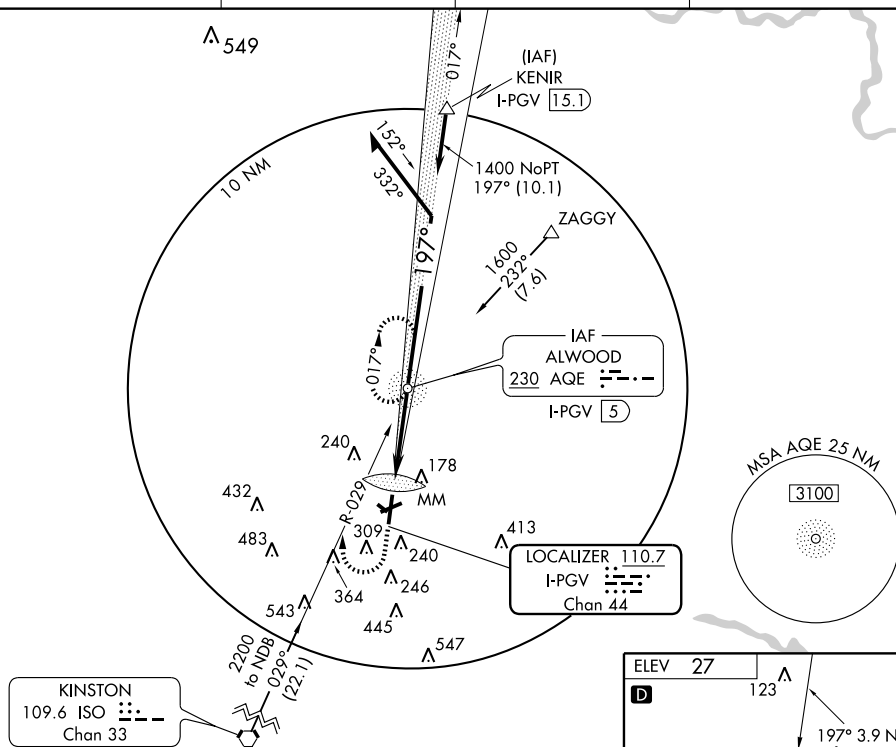 549
(IAF)
KENIR
I-PGV 15.1
017°
10 NM
152°
332°
1400 NoPT
197° (10.1)
197°
ZAGGY
1600
232°
(7.6)
017°
IAF
ALWOOD
230 AQE
I-PGV 5
240
178
MM
R-029
432
483
309
240
413
364
246
543
445
547
LOCALIZER 110.7
I-PGV
Chan 44
MSA AQE 25 NM
3100
2200
to NDB
029°
(22.1)
KINSTON
109.6 ISO
Chan 33
ELEV 27
D
123
197° 3.9 N